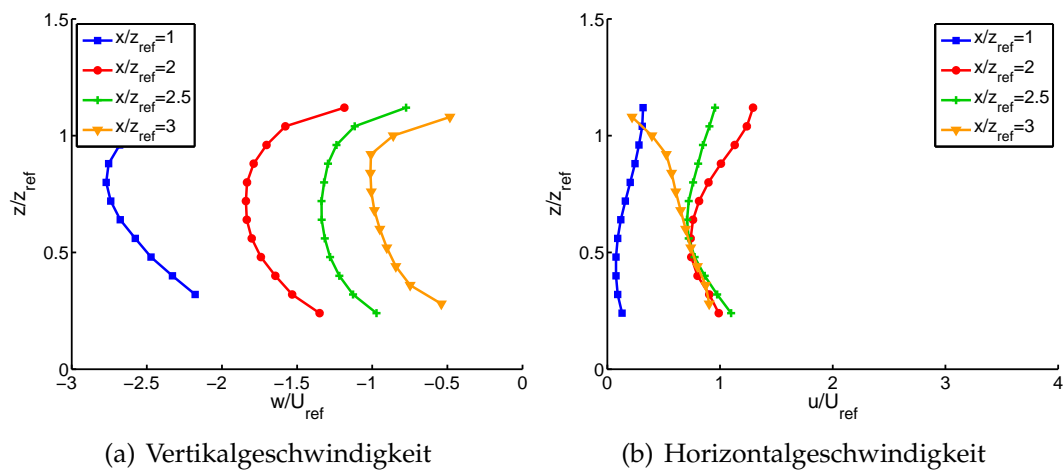 1.5
1
0.5
0
z/z_ref
−3
−2.5
−2
−1.5
−1
−0.5
0
w/U_ref
x/z_ref=1
x/z_ref=2
x/z_ref=2.5
x/z_ref=3
(a) Vertikalgeschwindigkeit
1.5
1
0.5
0
z/z_ref
0
1
2
3
4
u/U_ref
x/z_ref=1
x/z_ref=2
x/z_ref=2.5
x/z_ref=3
(b) Horizontalgeschwindigkeit